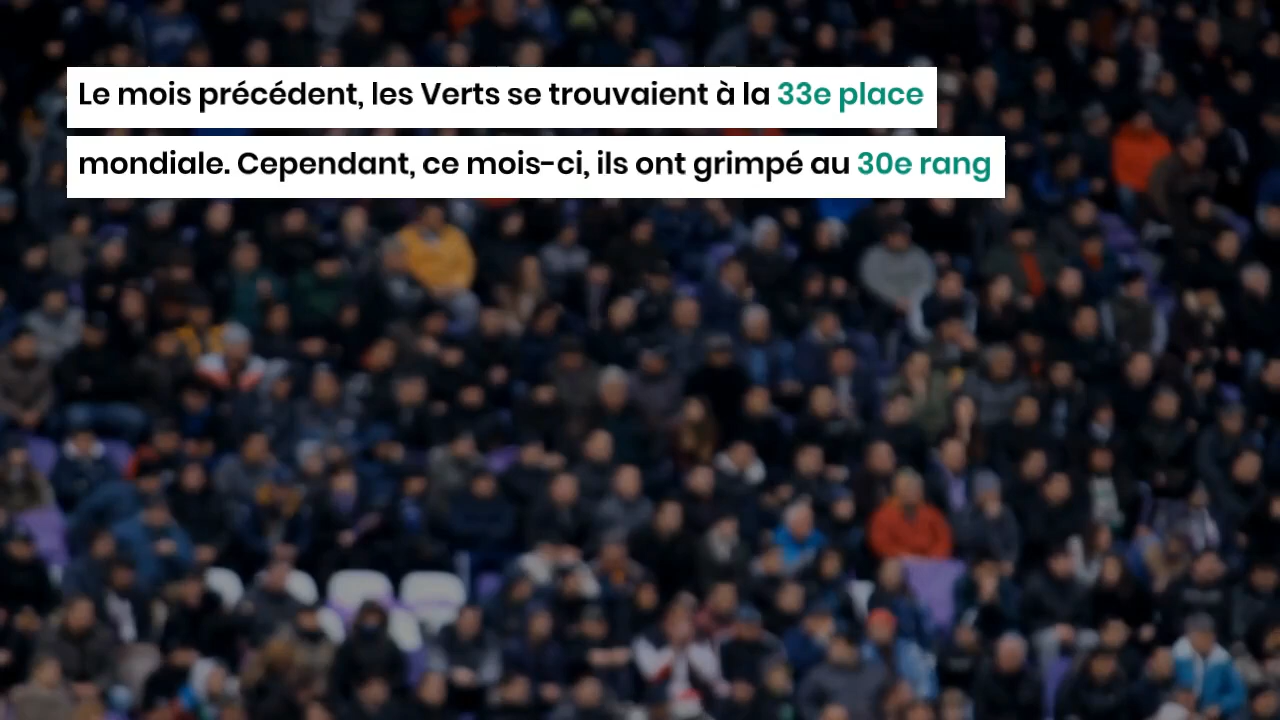 Le mois précédent, les Verts se trouvaient à la 33e place
mondiale. Cependant, ce mois-ci, ils ont grimpé au 30e rang